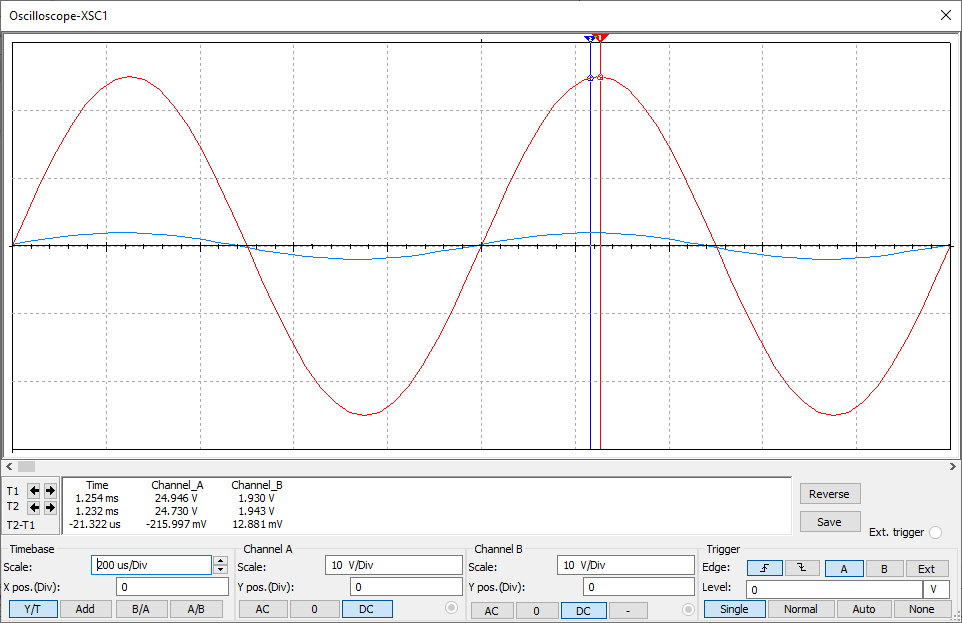 Oscilloscope-XSC1
T1
T2
T2-T1
Time Channel_A Channel_B
1.254 ms 24.946 V 1.930 V
1.232 ms 24.730 V 1.943 V
-21.322 us -215.997 mV 12.881 mV
Reverse
Save
Ext. trigger
Timebase
Scale: 200 us/Div
X pos.(Div): 0
Y/T Add B/A A/B
Channel A
Scale: 10 V/Div
Y pos.(Div): 0
AC 0 DC
Channel B
Scale: 10 V/Div
Y pos.(Div): 0
AC 0 DC -
Trigger
Edge: A B Ext
Level: 0 V
Single Normal Auto None